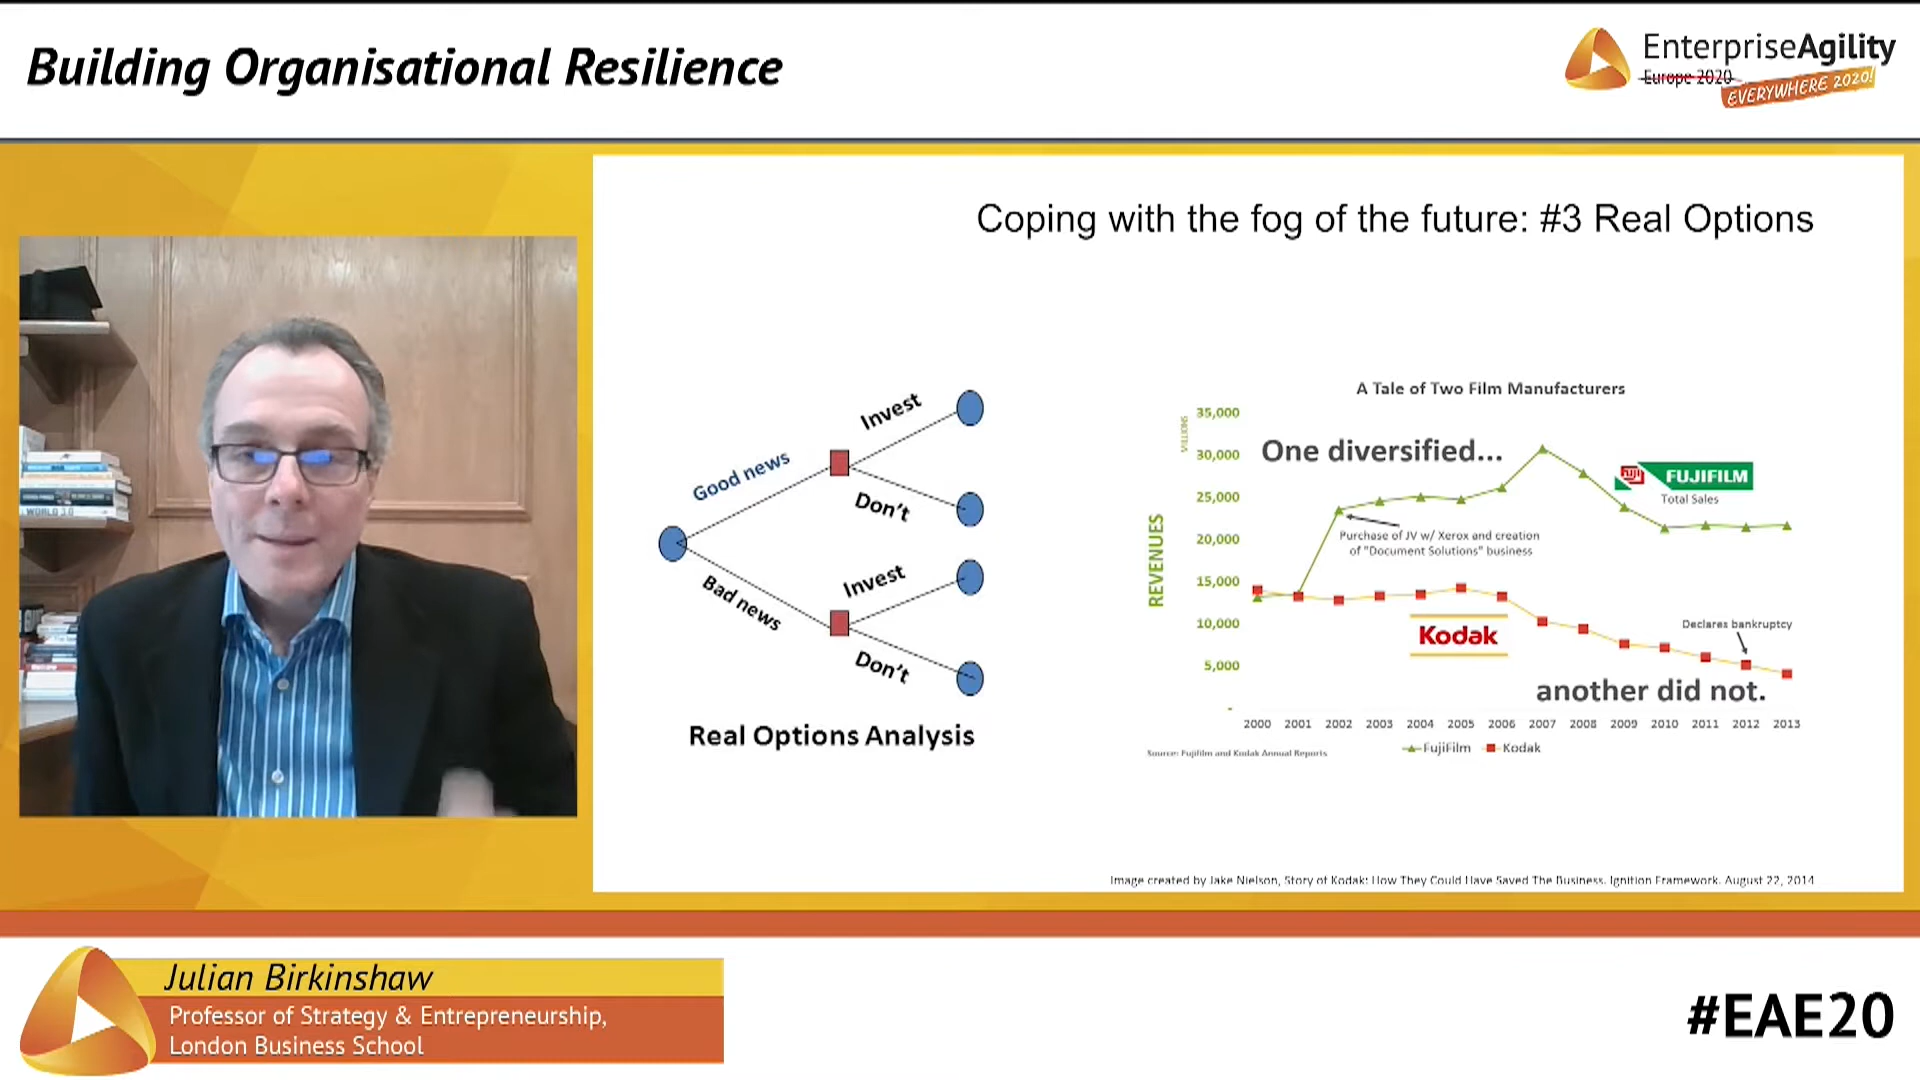 Building Organisational Resilience
EnterpriseAgility
Europe 2020
EVERYWHERE 2020!
Coping with the fog of the future: #3 Real Options
WORLD 3.0
Good news
Bad news
Invest
Don't
Invest
Don't
Real Options Analysis
A Tale of Two Film Manufacturers
MILLIONS
REVENUES
35,000
30,000
25,000
20,000
15,000
10,000
5,000
-
One diversified...
FUJI FUJIFILM
Total Sales
Purchase of JV w/ Xerox and creation
of "Document Solutions" business
Kodak
Declares bankruptcy
another did not.
2000 2001 2002 2003 2004 2005 2006 2007 2008 2009 2010 2011 2012 2013
FujiFilm Kodak
Source: Fujifilm and Kodak Annual Reports
Image created by Jake Nielson, Story of Kodak: How They Could Have Saved The Business. Ignition Framework. August 22, 2014
Julian Birkinshaw
Professor of Strategy & Entrepreneurship,
London Business School
#EAE20